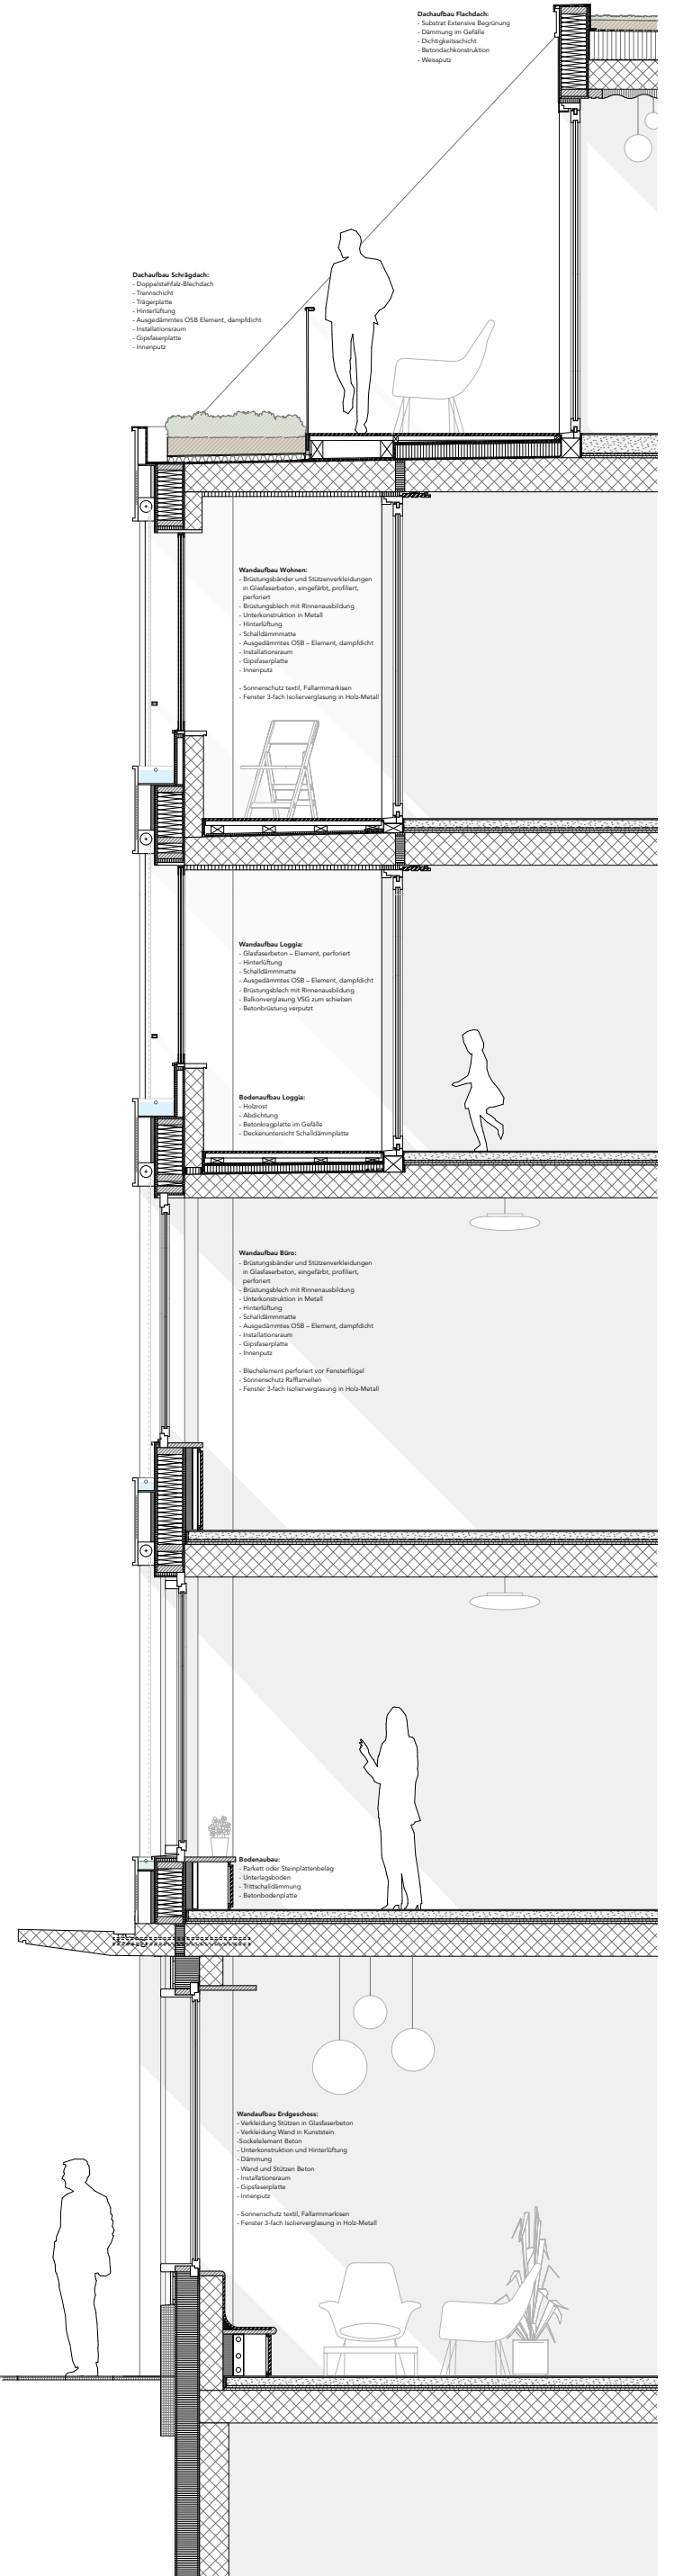 Dachaufbau Flachdach:
- Substrat Extensive Begrünung
- Dämmung im Gefälle
- Dichtigkeitsschicht
- Betondachkonstruktion
- Weissputz
Dachaufbau Schrägdach:
- Doppelstehfalz-Blechdach
- Trennschicht
- Trägerplatte
- Hinterlüftung
- Ausgedämmtes OSB Element, dampfdicht
- Installationsraum
- Gipsfaserplatte
- Innenputz
Wandaufbau Wohnen:
- Brüstungsbänder und Stützenverkleidungen
in Glasfaserbeton, eingefärbt, profiliert,
perforiert
- Brüstungsblech mit Rinnenausbildung
- Unterkonstruktion in Metall
- Hinterlüftung
- Schalldämmmatte
- Ausgedämmtes OSB – Element, dampfdicht
- Installationsraum
- Gipsfaserplatte
- Innenputz
- Sonnenschutz textil, Fallarmmarkisen
- Fenster 3-fach Isolierverglasung in Holz-Metall
Wandaufbau Loggia:
- Glasfaserbeton – Element, perforiert
- Hinterlüftung
- Schalldämmmatte
- Ausgedämmtes OSB – Element, dampfdicht
- Brüstungsblech mit Rinnenausbildung
- Balkonverglasung VSG zum schieben
- Betonbrüstung verputzt
Bodenaufbau Loggia:
- Holzrost
- Abdichtung
- Betonkragplatte im Gefälle
- Deckenuntersicht Schalldämmplatte
Wandaufbau Büro:
- Brüstungsbänder und Stützenverkleidungen
in Glasfaserbeton, eingefärbt, profiliert,
perforiert
- Brüstungsblech mit Rinnenausbildung
- Unterkonstruktion in Metall
- Hinterlüftung
- Schalldämmmatte
- Ausgedämmtes OSB – Element, dampfdicht
- Installationsraum
- Gipsfaserplatte
- Innenputz
- Blechelement perforiert vor Fensterflügel
- Sonnenschutz Rafflamellen
- Fenster 3-fach Isolierverglasung in Holz-Metall
Bodenaubau:
- Parkett oder Steinplattenbelag
- Unterlagsboden
- Trittschalldämmung
- Betonbodenplatte
Wandaufbau Erdgeschoss:
- Verkleidung Stützen in Glasfaserbeton
- Verkleidung Wand in Kunststein
-Sockelelement Beton
- Unterkonstruktion und Hinterlüftung
- Dämmung
- Wand und Stützen Beton
- Installationsraum
- Gipsfaserplatte
- Innenputz
- Sonnenschutz textil, Fallarmmarkisen
- Fenster 3-fach Isolierverglasung in Holz-Metall